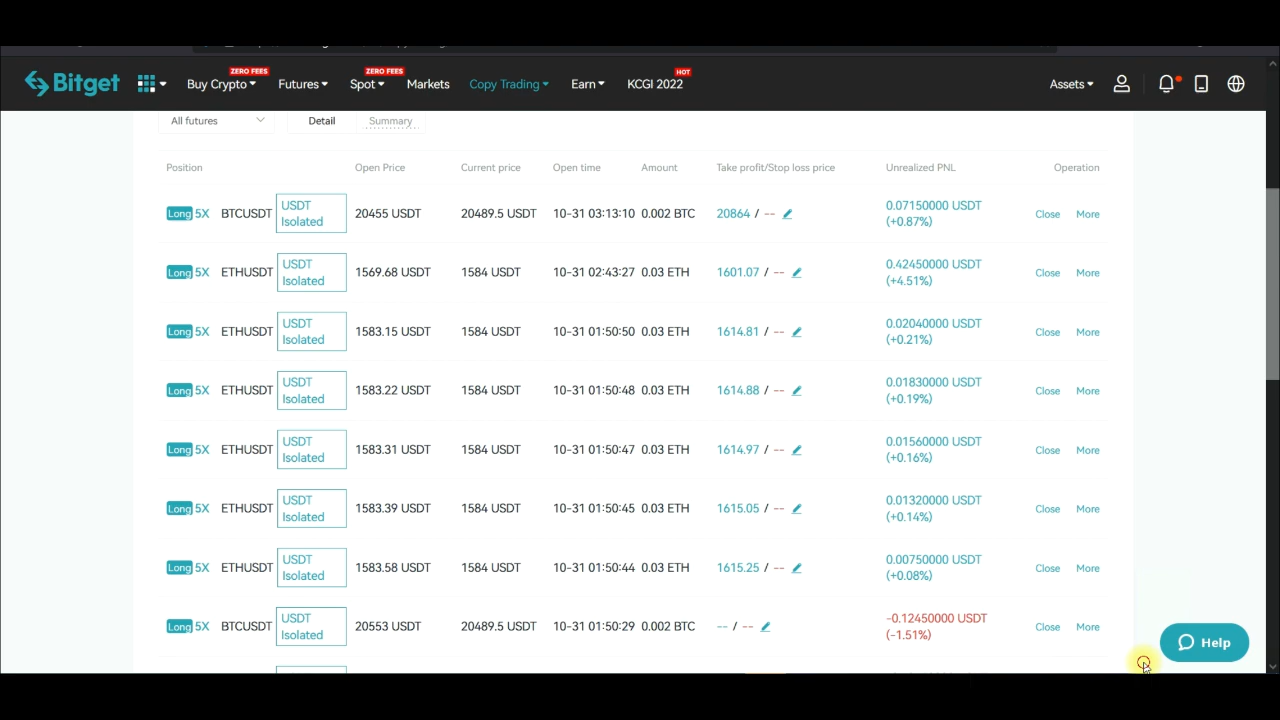 Bitget
ZERO FEES
ZERO FEES
HOT
Buy Crypto Futures Spot Markets Copy Trading Earn KCGI 2022 Assets
All futures Detail Summary
Position Open Price Current price Open time Amount Take profit/Stop loss price Unrealized PNL Operation
Long 5X BTCUSDT USDT Isolated 20455 USDT 20489.5 USDT 10-31 03:13:10 0.002 BTC 20864 / -- 0.07150000 USDT (+0.87%) Close More
Long 5X ETHUSDT USDT Isolated 1569.68 USDT 1584 USDT 10-31 02:43:27 0.03 ETH 1601.07 / -- 0.42450000 USDT (+4.51%) Close More
Long 5X ETHUSDT USDT Isolated 1583.15 USDT 1584 USDT 10-31 01:50:50 0.03 ETH 1614.81 / -- 0.02040000 USDT (+0.21%) Close More
Long 5X ETHUSDT USDT Isolated 1583.22 USDT 1584 USDT 10-31 01:50:48 0.03 ETH 1614.88 / -- 0.01830000 USDT (+0.19%) Close More
Long 5X ETHUSDT USDT Isolated 1583.31 USDT 1584 USDT 10-31 01:50:47 0.03 ETH 1614.97 / -- 0.01560000 USDT (+0.16%) Close More
Long 5X ETHUSDT USDT Isolated 1583.39 USDT 1584 USDT 10-31 01:50:45 0.03 ETH 1615.05 / -- 0.01320000 USDT (+0.14%) Close More
Long 5X ETHUSDT USDT Isolated 1583.58 USDT 1584 USDT 10-31 01:50:44 0.03 ETH 1615.25 / -- 0.00750000 USDT (+0.08%) Close More
Long 5X BTCUSDT USDT Isolated 20553 USDT 20489.5 USDT 10-31 01:50:29 0.002 BTC -- / -- -0.12450000 USDT (-1.51%) Close More
Help